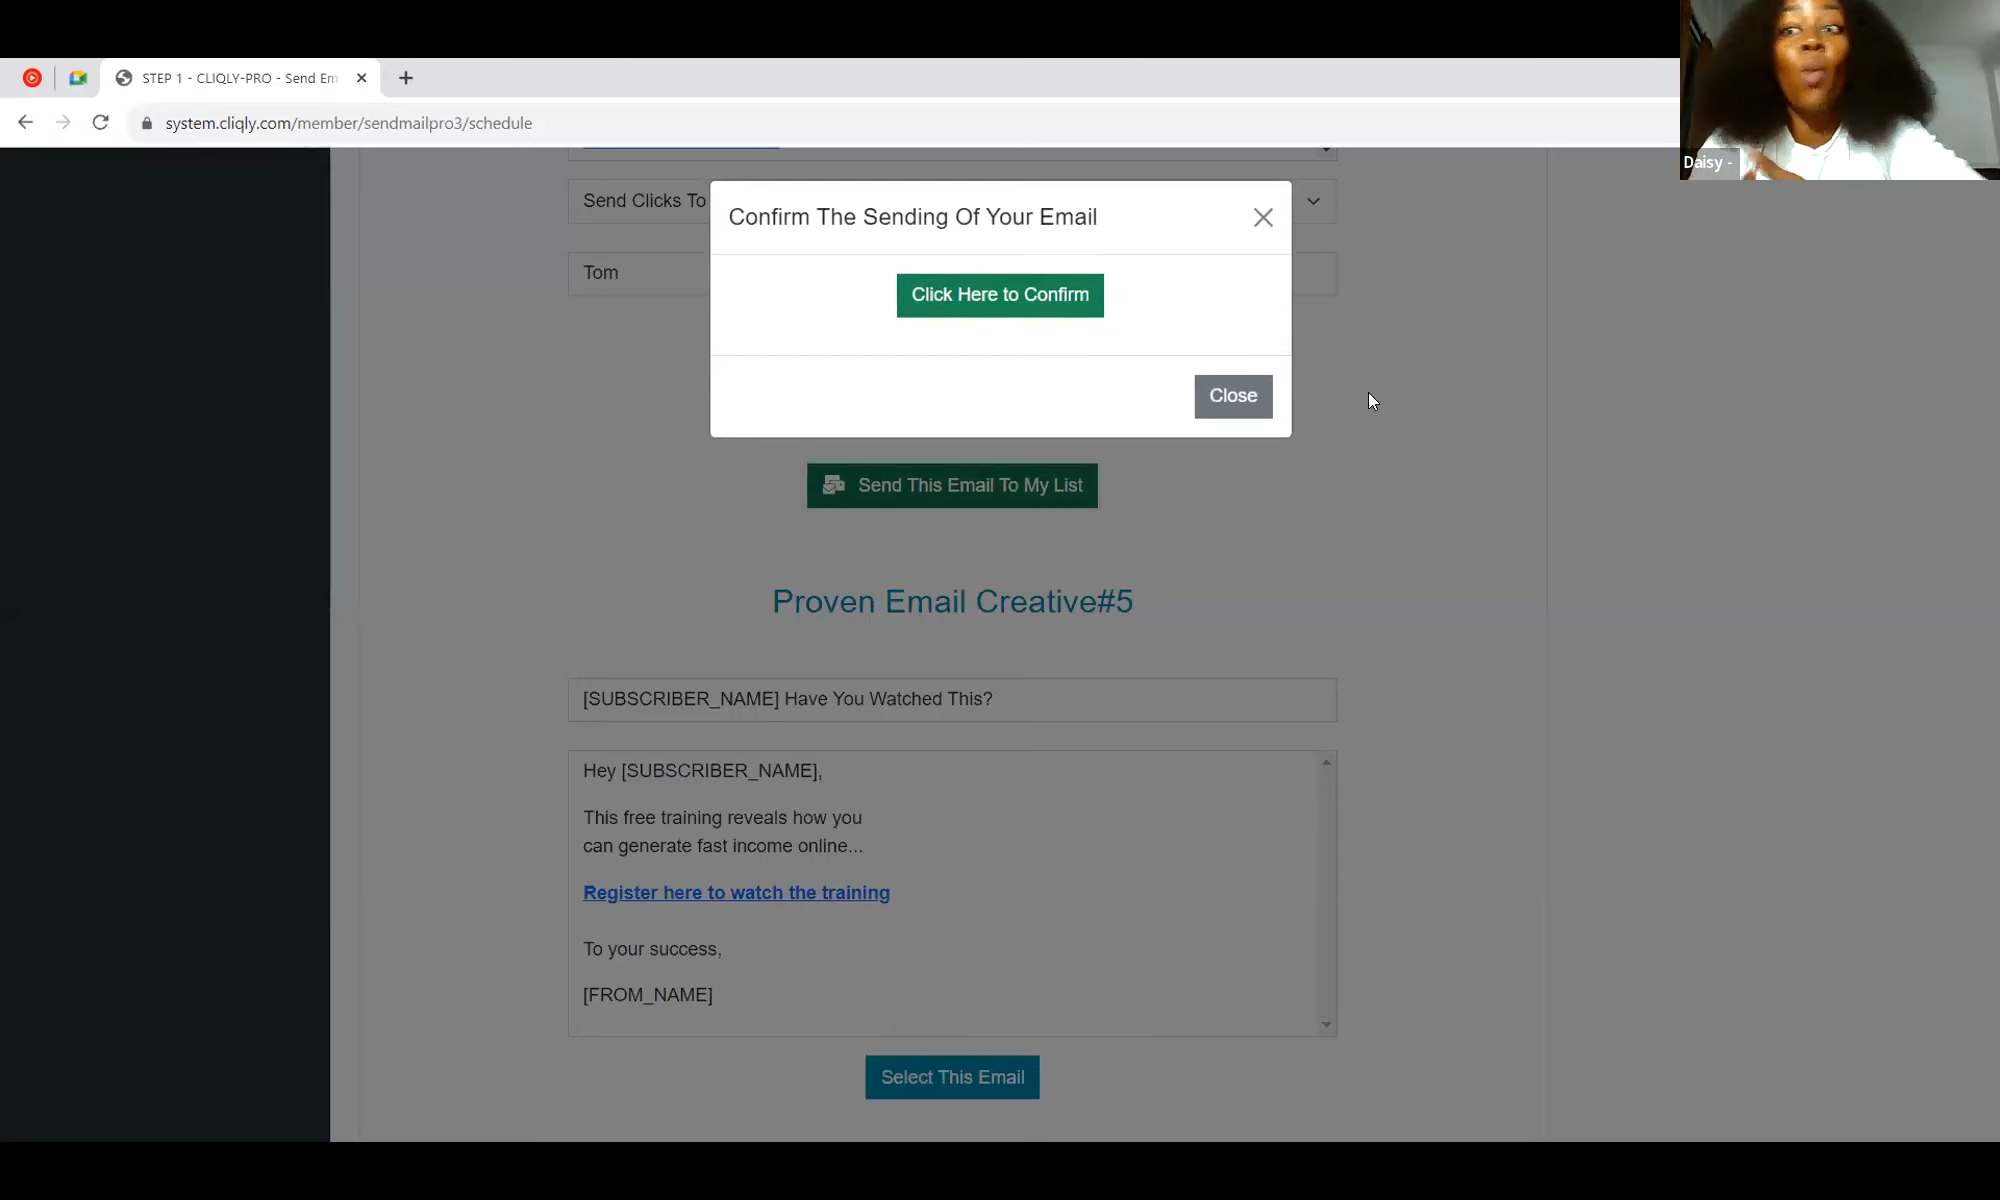 STEP 1 - CLIQLY-PRO - Send Em
system.cliqly.com/member/sendmailpro3/schedule
Daisy -
Confirm The Sending Of Your Email
Send Clicks To
Click Here to Confirm
Tom
Close
Send This Email To My List
Proven Email Creative#5
[SUBSCRIBER_NAME] Have You Watched This?
Hey [SUBSCRIBER_NAME],
This free training reveals how you
can generate fast income online...
Register here to watch the training
To your success,
[FROM_NAME]
Select This Email